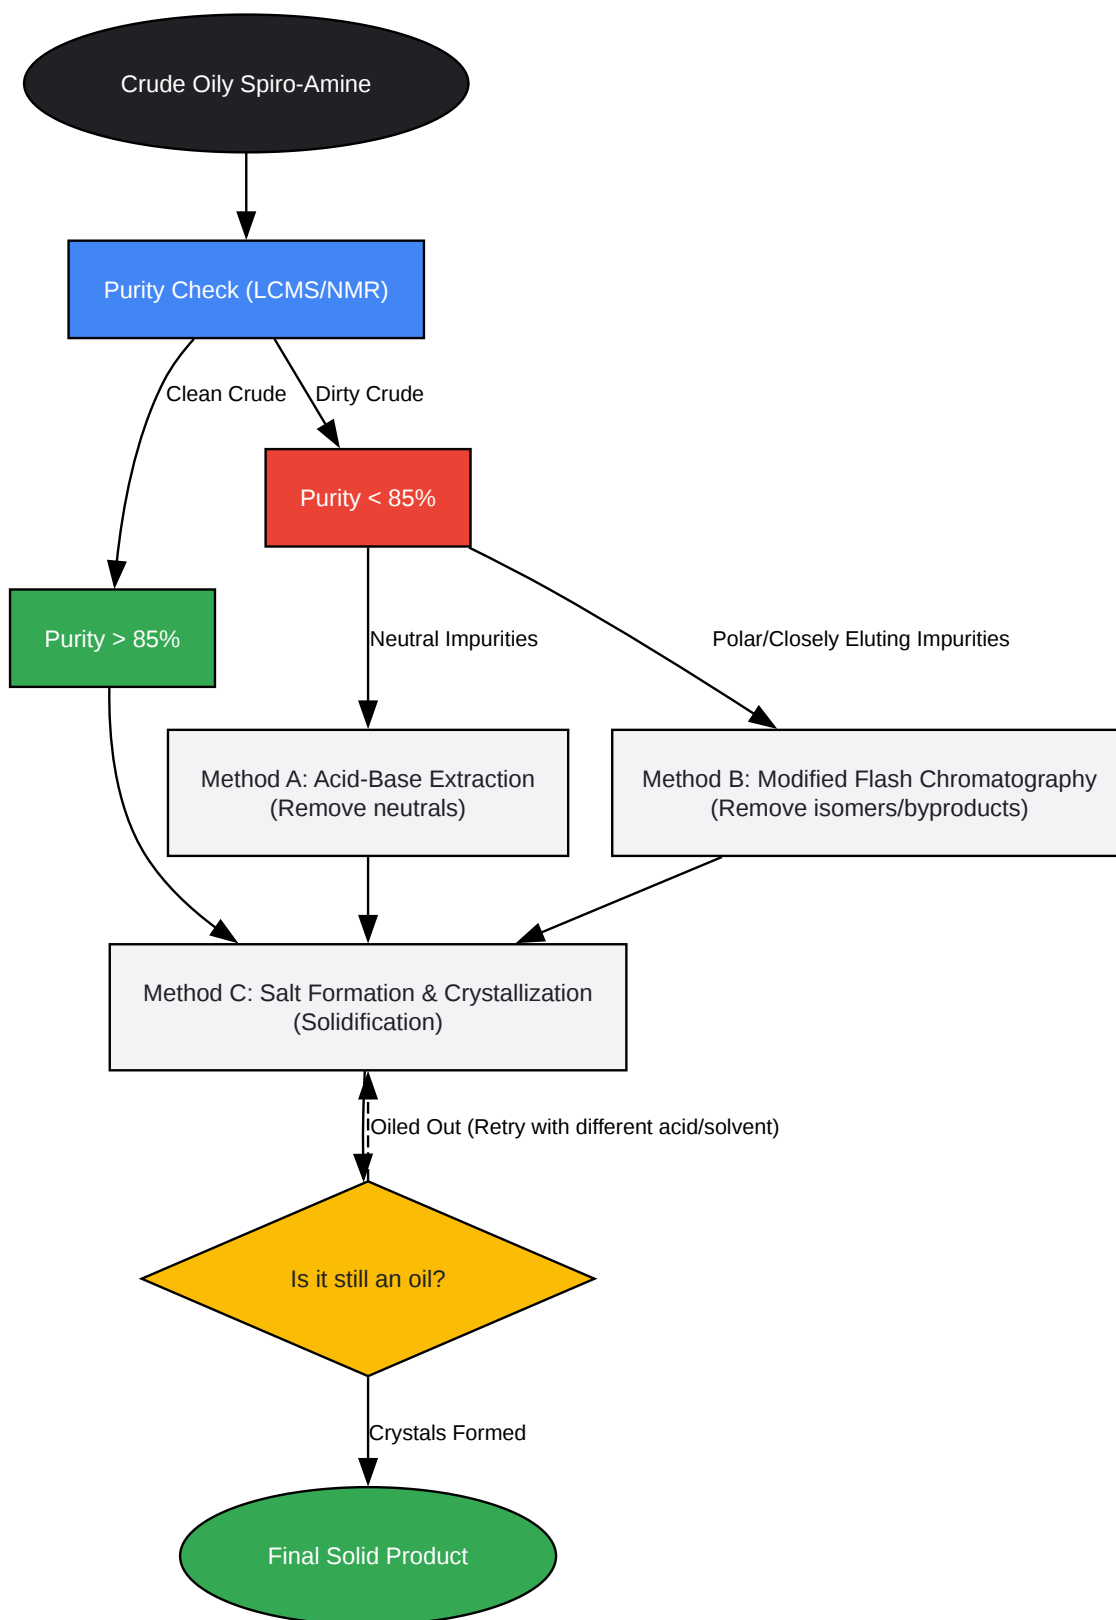 Crude Oily Spiro-Amine
Purity Check (LCMS/NMR)
Clean Crude
Dirty Crude
Purity < 85%
Purity > 85%
Neutral Impurities
Polar/Closely Eluting Impurities
Method A: Acid-Base Extraction
(Remove neutrals)
Method B: Modified Flash Chromatography
(Remove isomers/byproducts)
Method C: Salt Formation & Crystallization
(Solidification)
Oiled Out (Retry with different acid/solvent)
Is it still an oil?
Crystals Formed
Final Solid Product